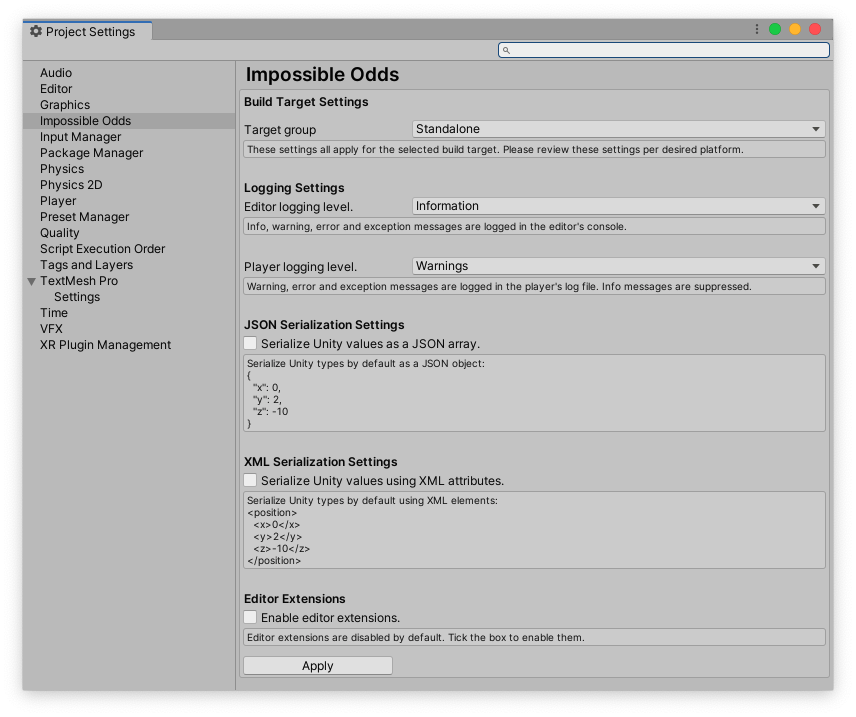 Project Settings
Audio
Editor
Graphics
Impossible Odds
Input Manager
Package Manager
Physics
Physics 2D
Player
Preset Manager
Quality
Script Execution Order
Tags and Layers
TextMesh Pro
Settings
Time
VFX
XR Plugin Management
Impossible Odds
Build Target Settings
Target group
Standalone
These settings all apply for the selected build target. Please review these settings per desired platform.
Logging Settings
Editor logging level.
Information
Info, warning, error and exception messages are logged in the editor's console.
Player logging level.
Warnings
Warning, error and exception messages are logged in the player's log file. Info messages are suppressed.
JSON Serialization Settings
Serialize Unity values as a JSON array.
Serialize Unity types by default as a JSON object:
{
"x": 0,
"y": 2,
"z": -10
}
XML Serialization Settings
Serialize Unity values using XML attributes.
Serialize Unity types by default using XML elements:
<position>
<x>0</x>
<y>2</y>
<z>-10</z>
</position>
Editor Extensions
Enable editor extensions.
Editor extensions are disabled by default. Tick the box to enable them.
Apply